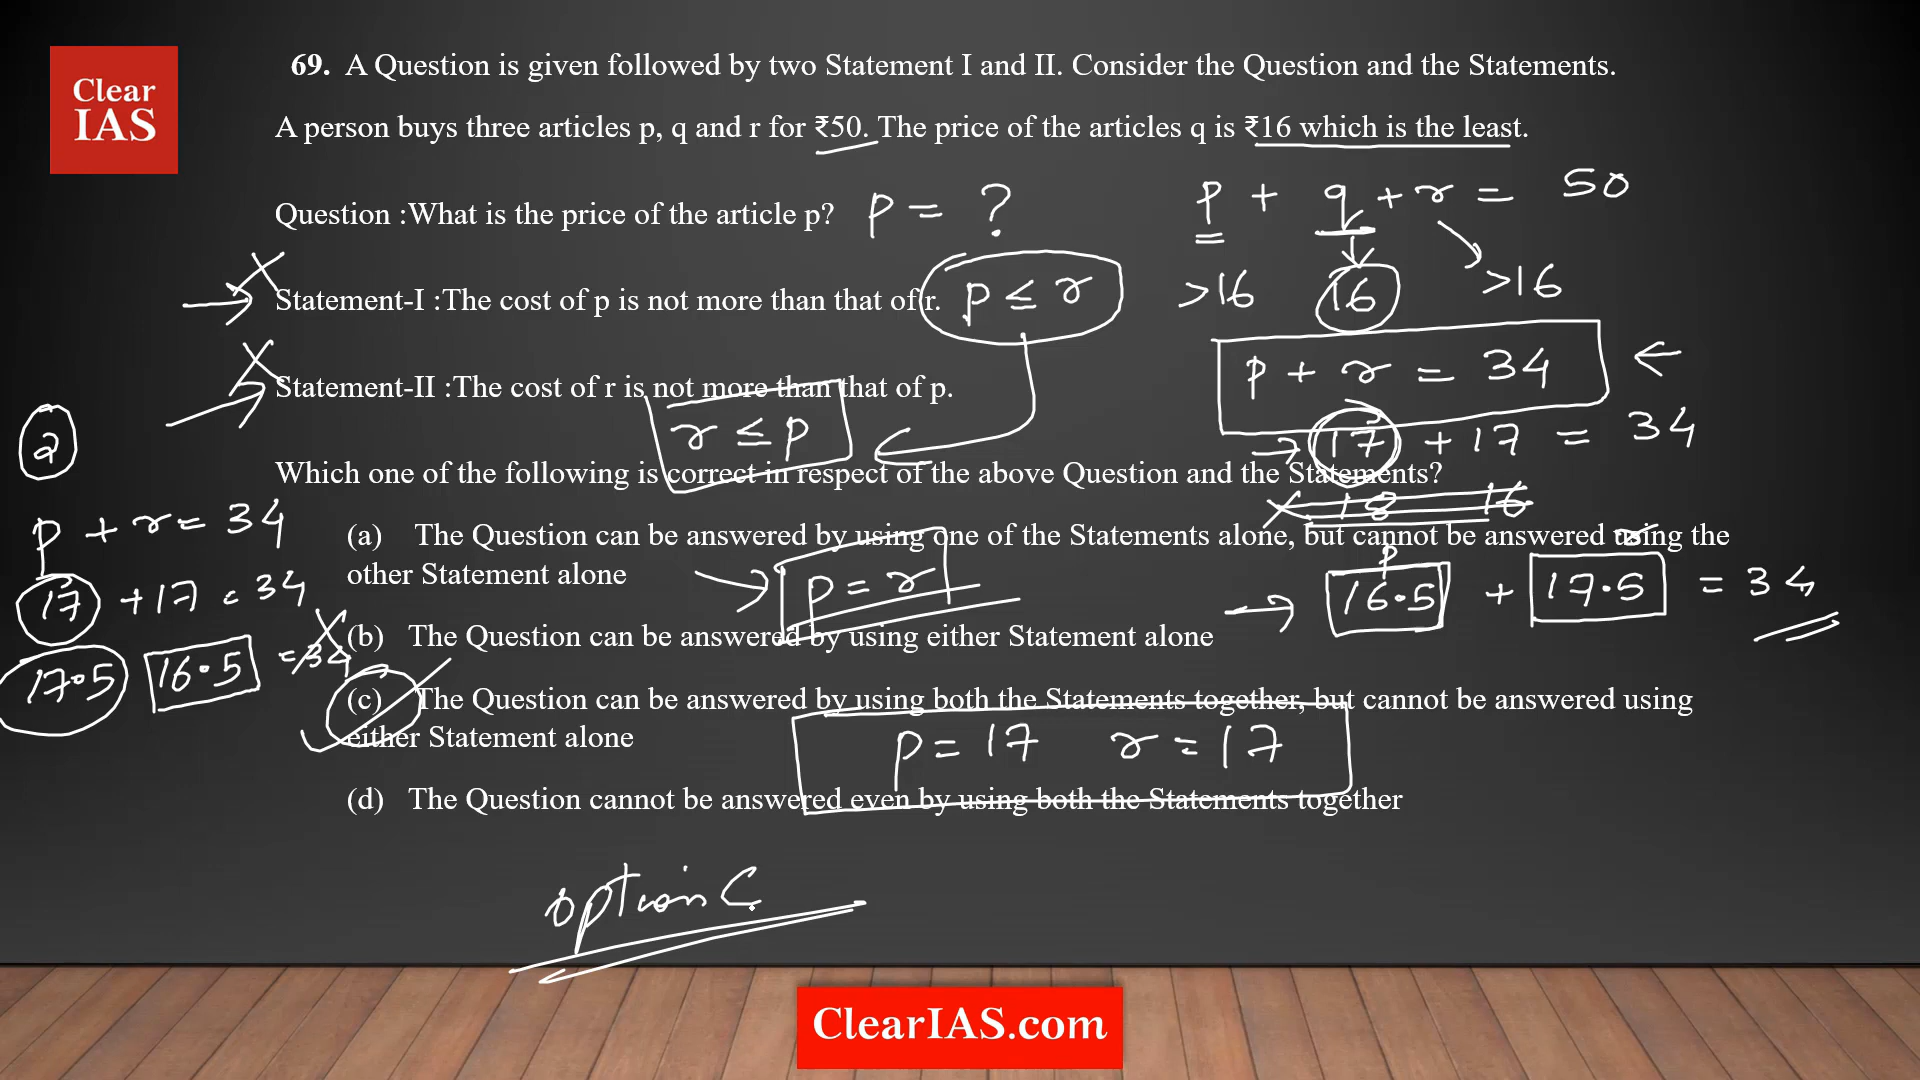 Clear
IAS
69. A Question is given followed by two Statement I and II. Consider the Question and the Statements.
A person buys three articles p, q and r for ₹50. The price of the articles q is ₹16 which is the least.
p + q + r = 50
Question :What is the price of the article p? p = ?
>16 16 >16
Statement-I :The cost of p is not more than that of r. p ≤ r
p + r = 34
Statement-II :The cost of r is not more than that of p.
r ≤ p
17 + 17 = 34
2
Which one of the following is correct in respect of the above Question and the Statements?
18 16
p + r = 34
(a) The Question can be answered by using one of the Statements alone, but cannot be answered using the
other Statement alone
p = r
p r
16.5 + 17.5 = 34
17 + 17 = 34
(b) The Question can be answered by using either Statement alone
17.5 16.5 = 34
(c) The Question can be answered by using both the Statements together, but cannot be answered using
either Statement alone
p = 17 r = 17
(d) The Question cannot be answered even by using both the Statements together
option C
ClearIAS.com